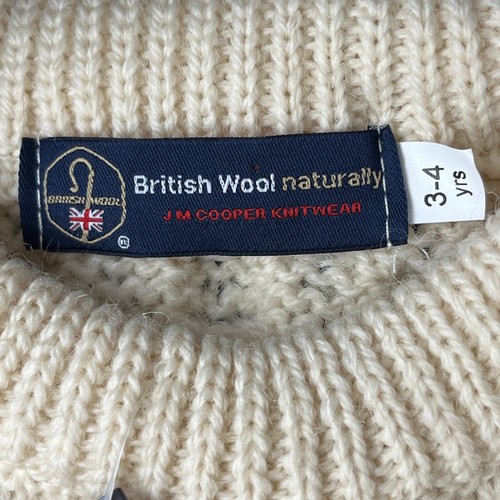 BRITISH WOOL
®
British Wool naturally
J M COOPER KNITWEAR
3-4
yrs